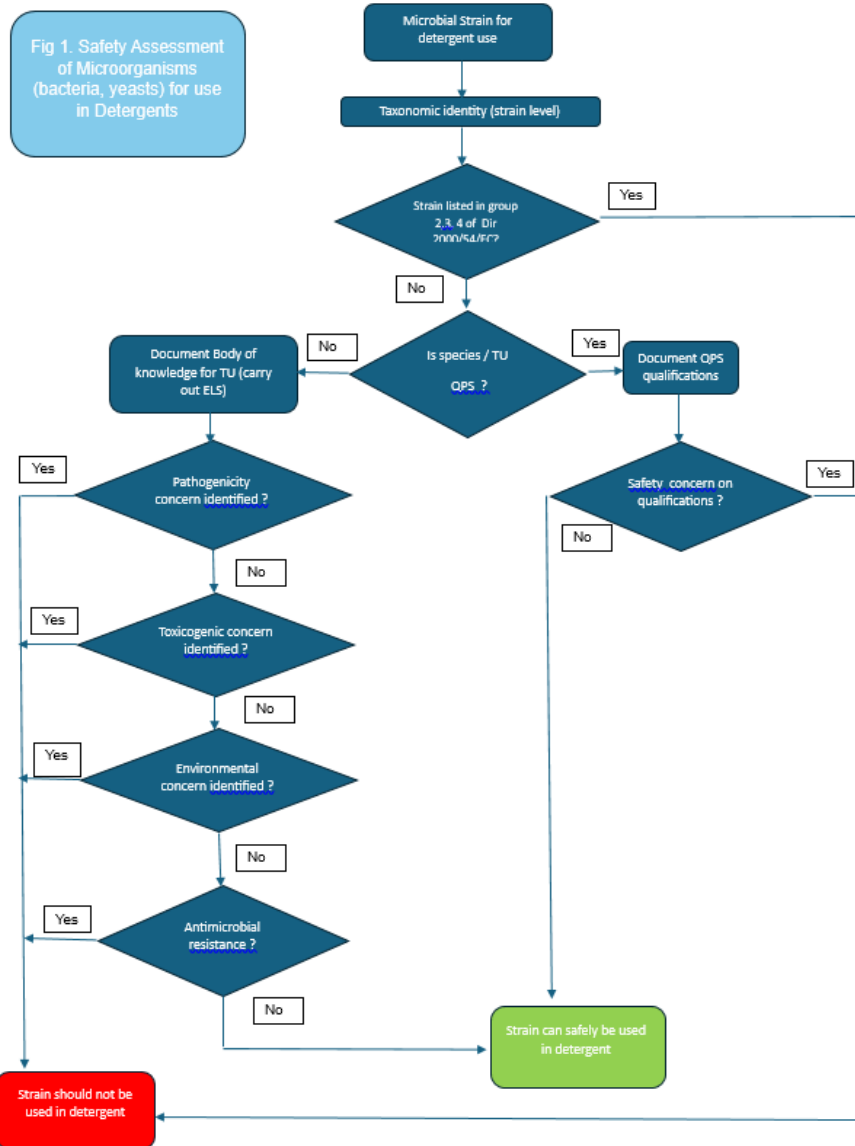 Fig 1. Safety Assessment
of Microorganisms
(bacteria, yeasts) for use
in Detergents
Microbial Strain for
detergent use
Taxonomic identity (strain level)
Strain listed in group
2,3, 4 of Dir
2000/54/EC?
Yes
No
Is species / TU
QPS ?
No
Yes
Document Body of
knowledge for TU (carry
out ELS)
Document QPS
qualifications
Yes
Pathogenicity
concern identified ?
Safety concern on
qualifications ?
Yes
No
No
Yes
Toxicogenic concern
identified ?
No
Yes
Environmental
concern identified ?
No
Yes
Antimicrobial
resistance ?
No
Strain can safely be used
in detergent
Strain should not be
used in detergent